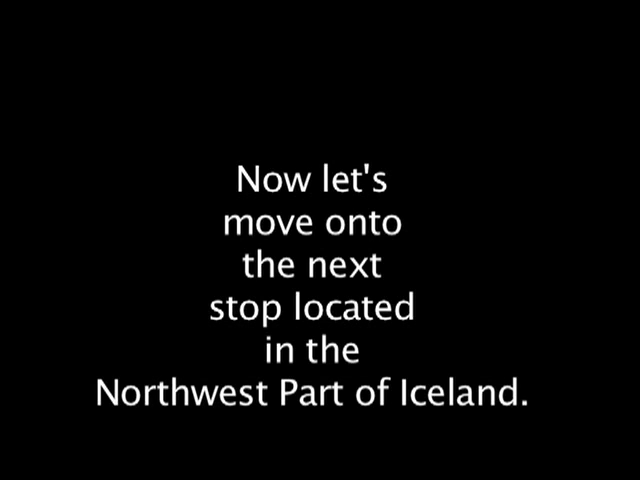 Now let's
move onto
the next
stop located
in the
Northwest Part of Iceland.